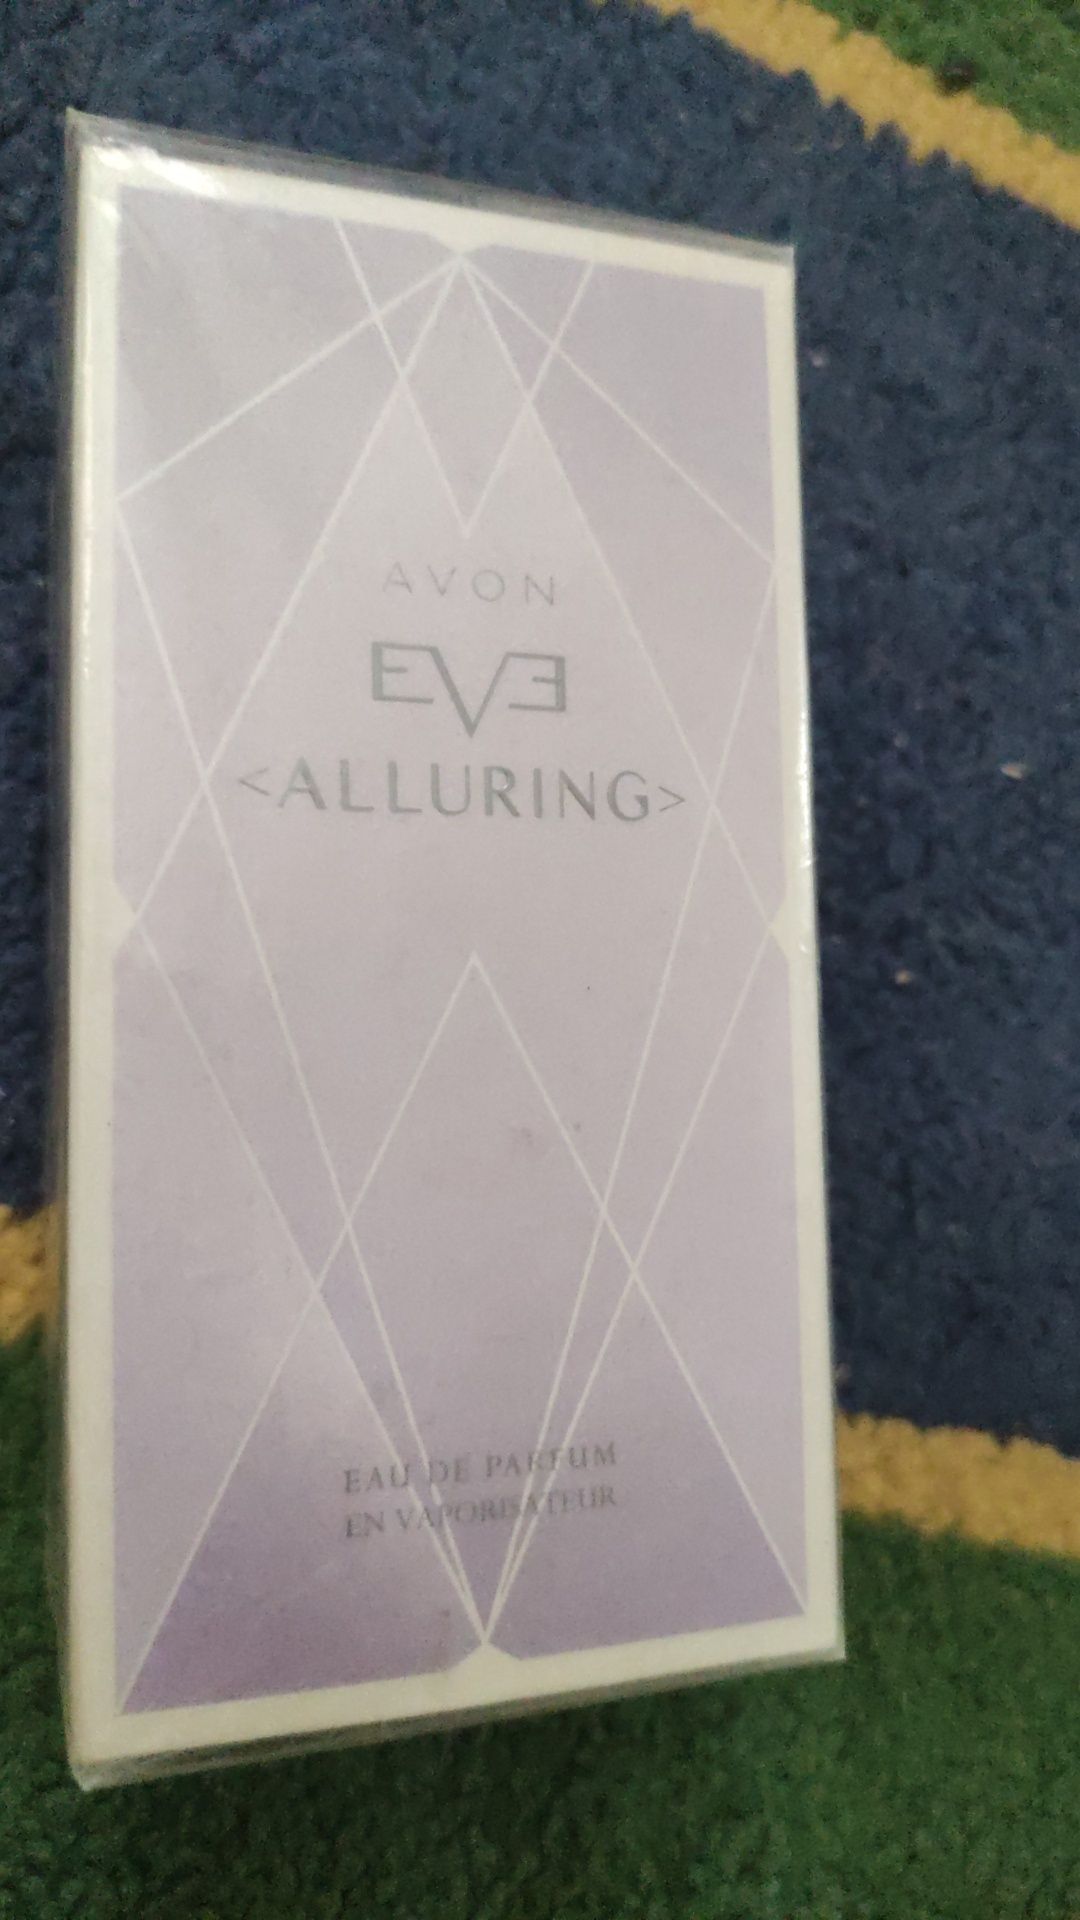 AVON
EVE
<ALLURING>
EAU DE PARFUM
EN VAPORISATEUR